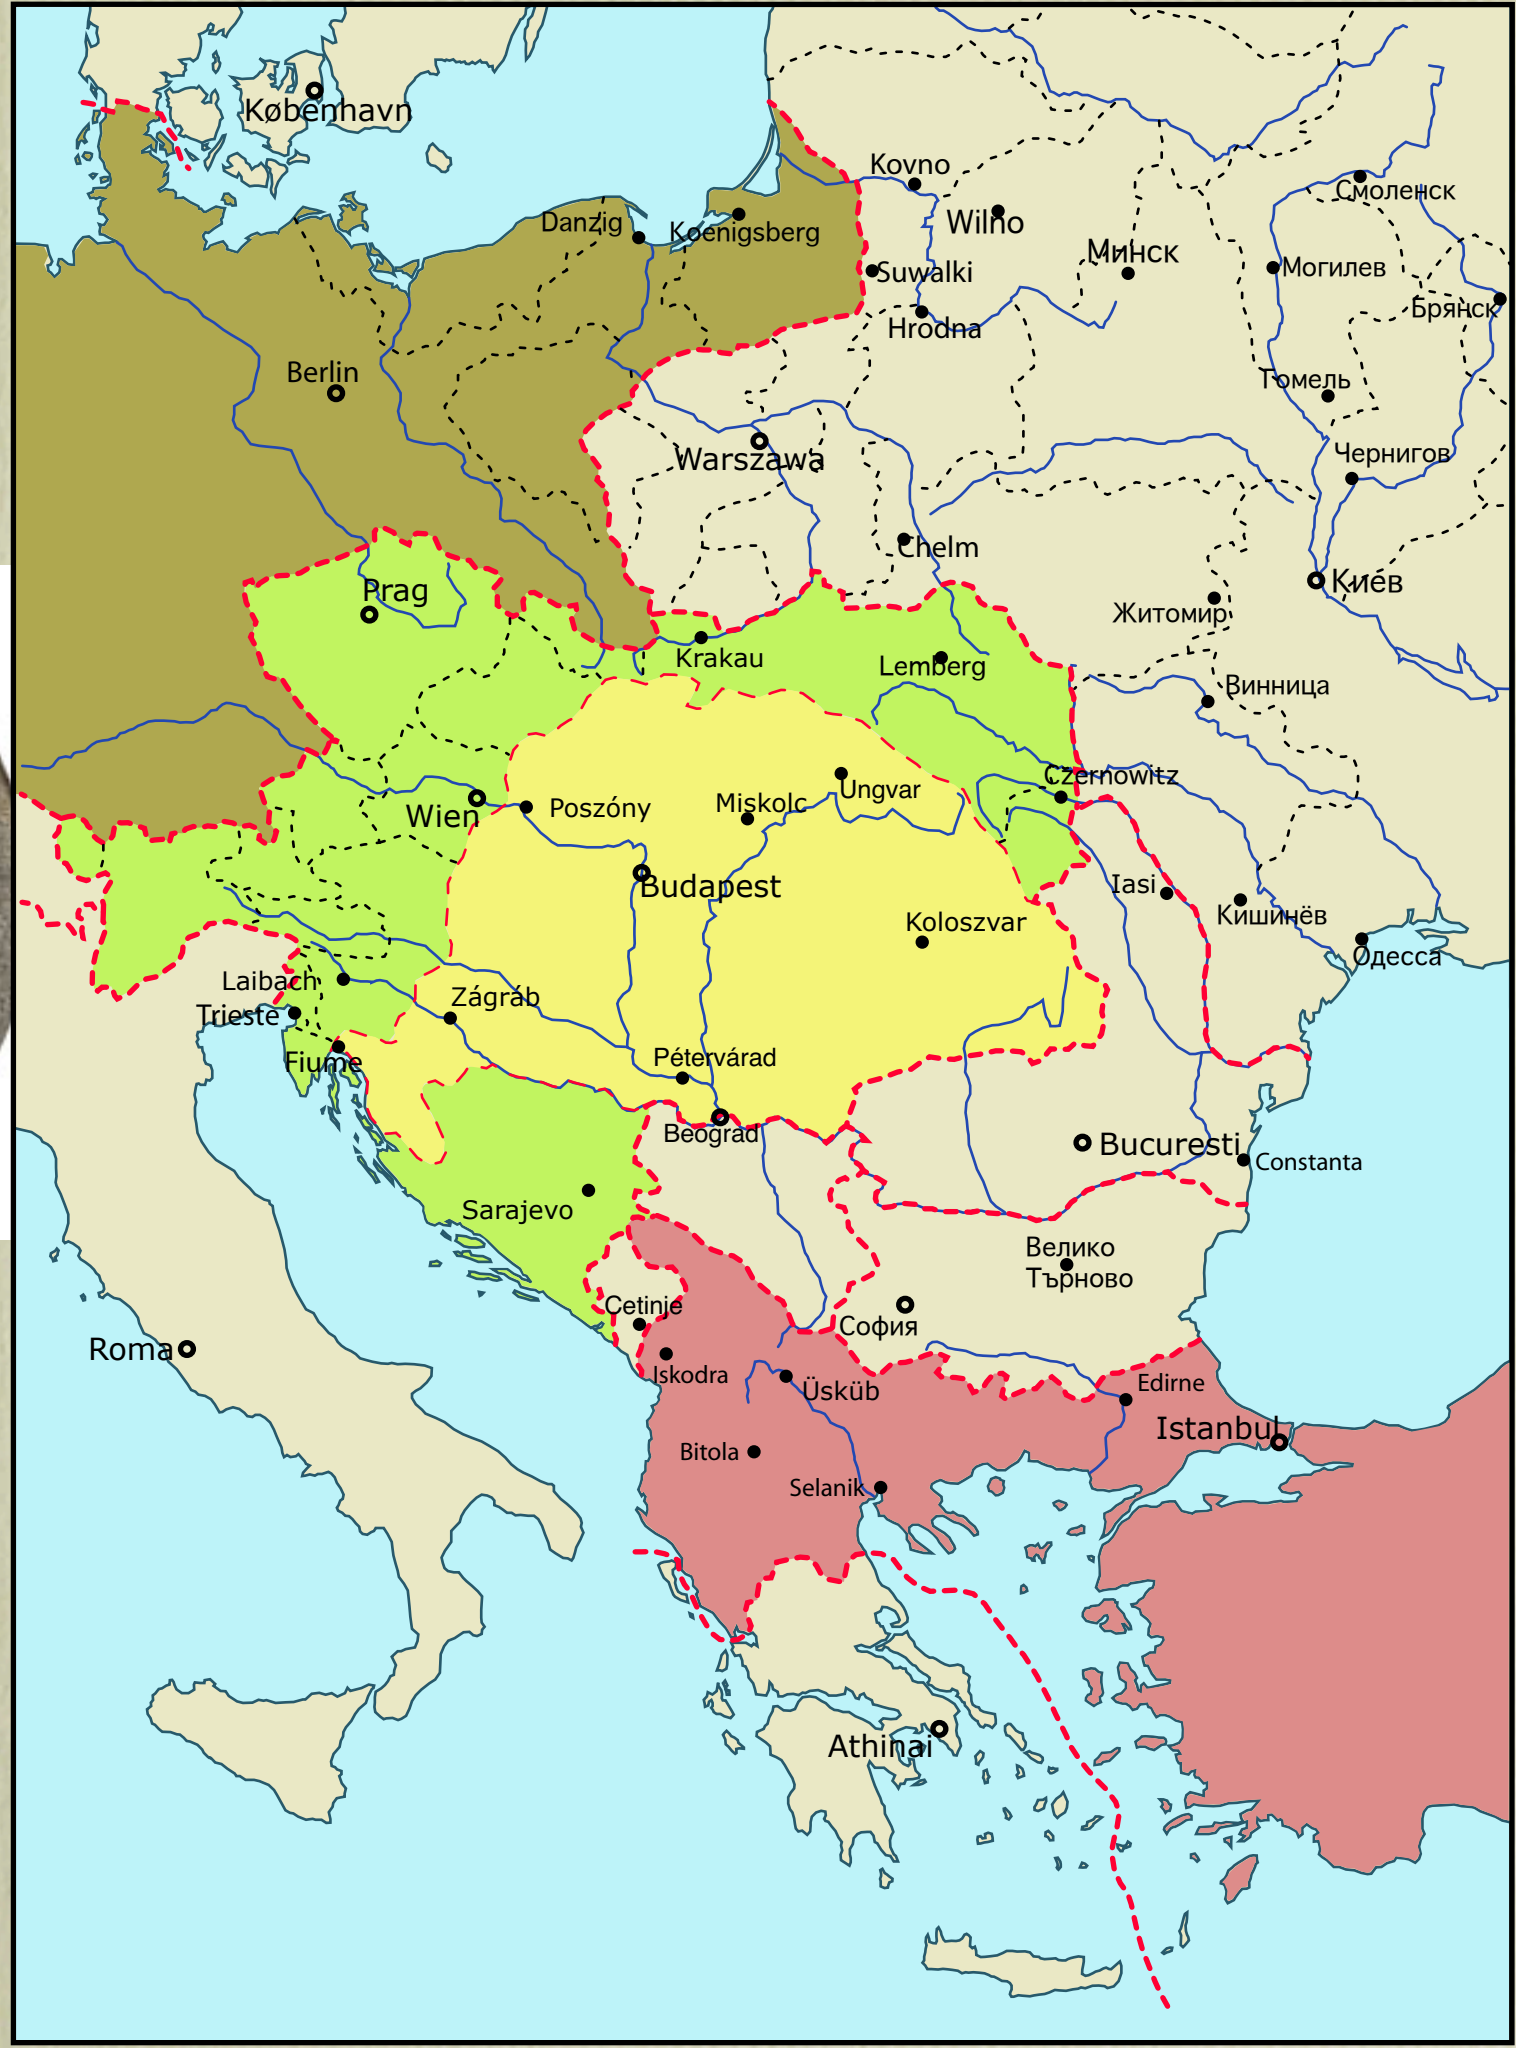 København
Kovno
Смоленск
Wilno
Danzig
Koenigsberg
Минск
Suwalki
Могилев
Брянск
Hrodna
Berlin
Гомель
Warszawa
Чернигов
Chelm
Prag
Киев
Житомир
Krakau
Lemberg
Винница
Czernowitz
Ungvar
Poszóny
Miskolc
Wien
Budapest
Iasi
Koloszvar
Кишинёв
Одесса
Laibach
Zágráb
Trieste
Fiume
Pétervárad
Beograd
Bucuresti
Constanta
Sarajevo
Велико
Търново
Cetinje
София
Roma
Iskodra
Üsküb
Edirne
Istanbul
Bitola
Selanik
Athinai